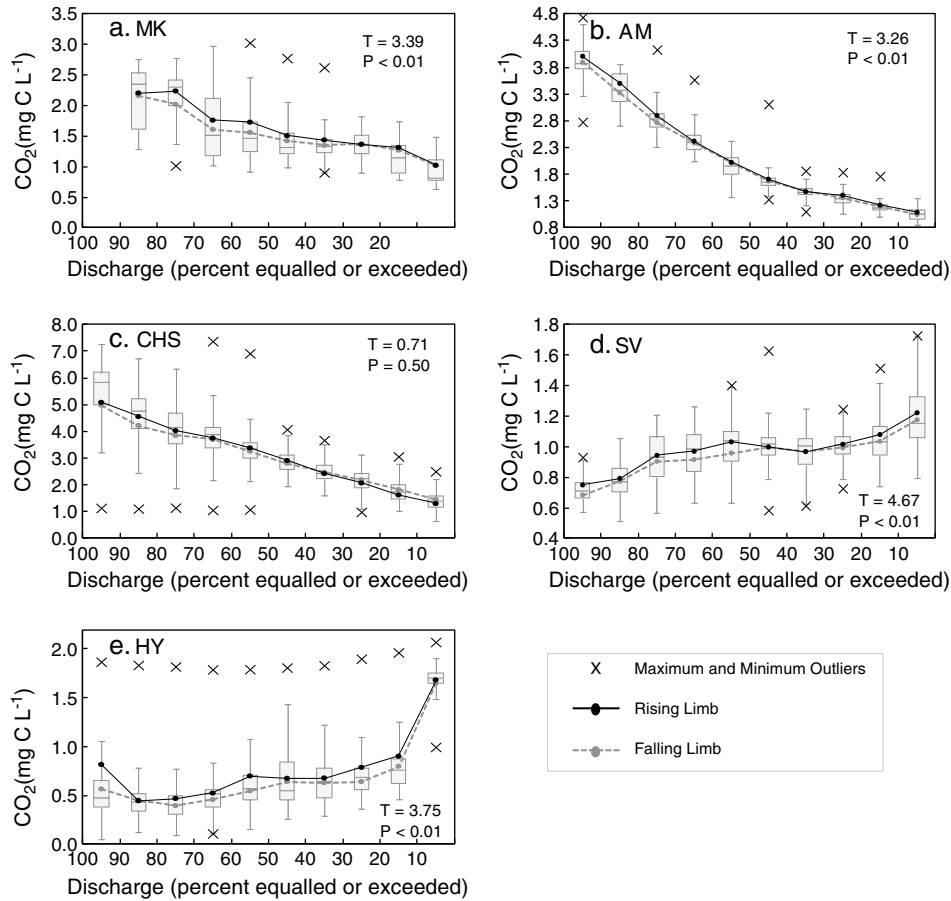 a. MK
T = 3.39
P < 0.01
CO₂(mg C L⁻¹)
3.5
3.0
2.5
2.0
1.5
1.0
0.5
0.0
100 90 80 70 60 50 40 30 20
Discharge (percent equalled or exceeded)
b. AM
T = 3.26
P < 0.01
CO₂(mg C L⁻¹)
4.8
4.3
3.8
3.3
2.8
2.3
1.8
1.3
0.8
100 90 80 70 60 50 40 30 20 10
Discharge (percent equalled or exceeded)
c. CHS
T = 0.71
P = 0.50
CO₂(mg C L⁻¹)
8.0
7.0
6.0
5.0
4.0
3.0
2.0
1.0
0.0
100 90 80 70 60 50 40 30 20 10
Discharge (percent equalled or exceeded)
d. SV
T = 4.67
P < 0.01
CO₂(mg C L⁻¹)
1.8
1.6
1.4
1.2
1.0
0.8
0.6
0.4
100 90 80 70 60 50 40 30 20 10
Discharge (percent equalled or exceeded)
e. HY
T = 3.75
P < 0.01
CO₂(mg C L⁻¹)
2.0
1.5
1.0
0.5
0.0
100 90 80 70 60 50 40 30 20 10
Discharge (percent equalled or exceeded)
X Maximum and Minimum Outliers
Rising Limb
Falling Limb